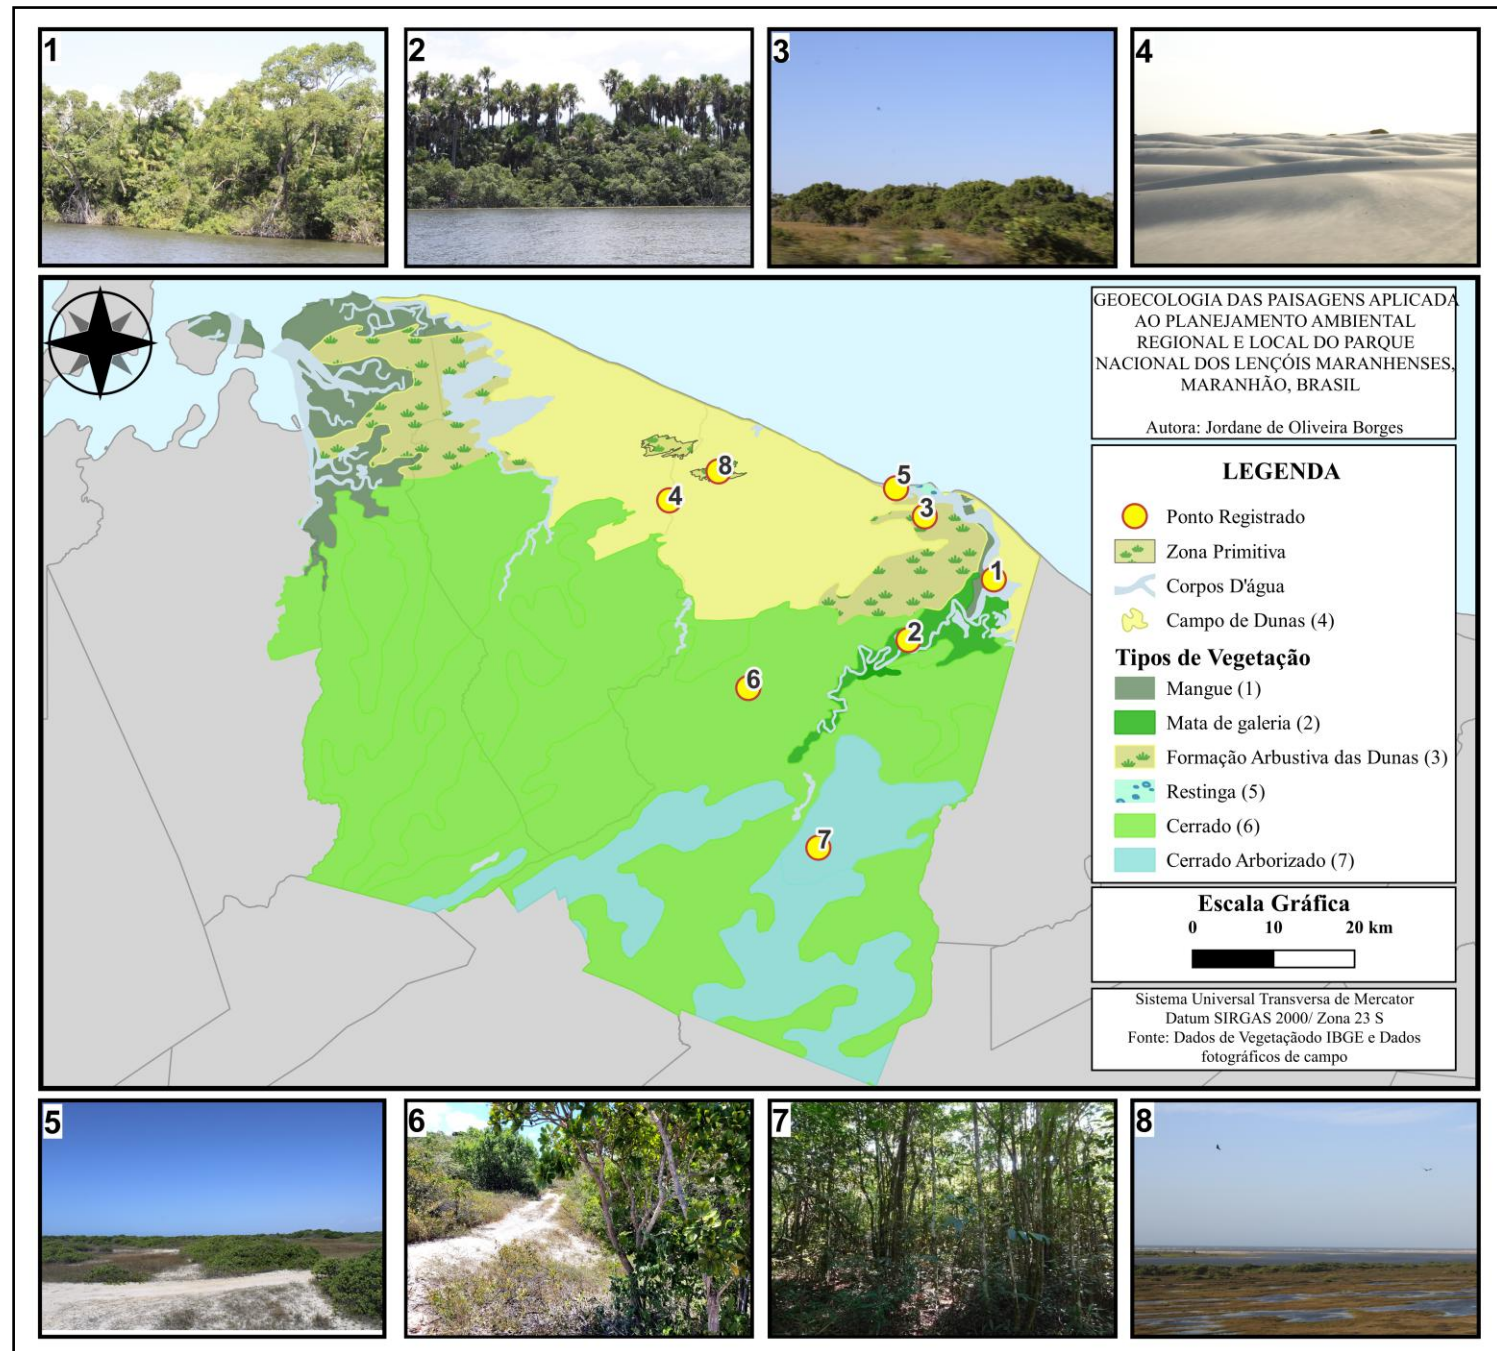 1
2
3
4
GEOECOLOGIA DAS PAISAGENS APLICADA
AO PLANEJAMENTO AMBIENTAL
REGIONAL E LOCAL DO PARQUE
NACIONAL DOS LENÇÓIS MARANHENSES,
MARANHÃO, BRASIL
Autora: Jordane de Oliveira Borges
8
5
4
3
1
2
6
7
LEGENDA
Ponto Registrado
Zona Primitiva
Corpos D'água
Campo de Dunas (4)
Tipos de Vegetação
Mangue (1)
Mata de galeria (2)
Formação Arbustiva das Dunas (3)
Restinga (5)
Cerrado (6)
Cerrado Arborizado (7)
Escala Gráfica
0 10 20 km
Sistema Universal Transversa de Mercator
Datum SIRGAS 2000/ Zona 23 S
Fonte: Dados de Vegetaçãodo IBGE e Dados
fotográficos de campo
5
6
7
8